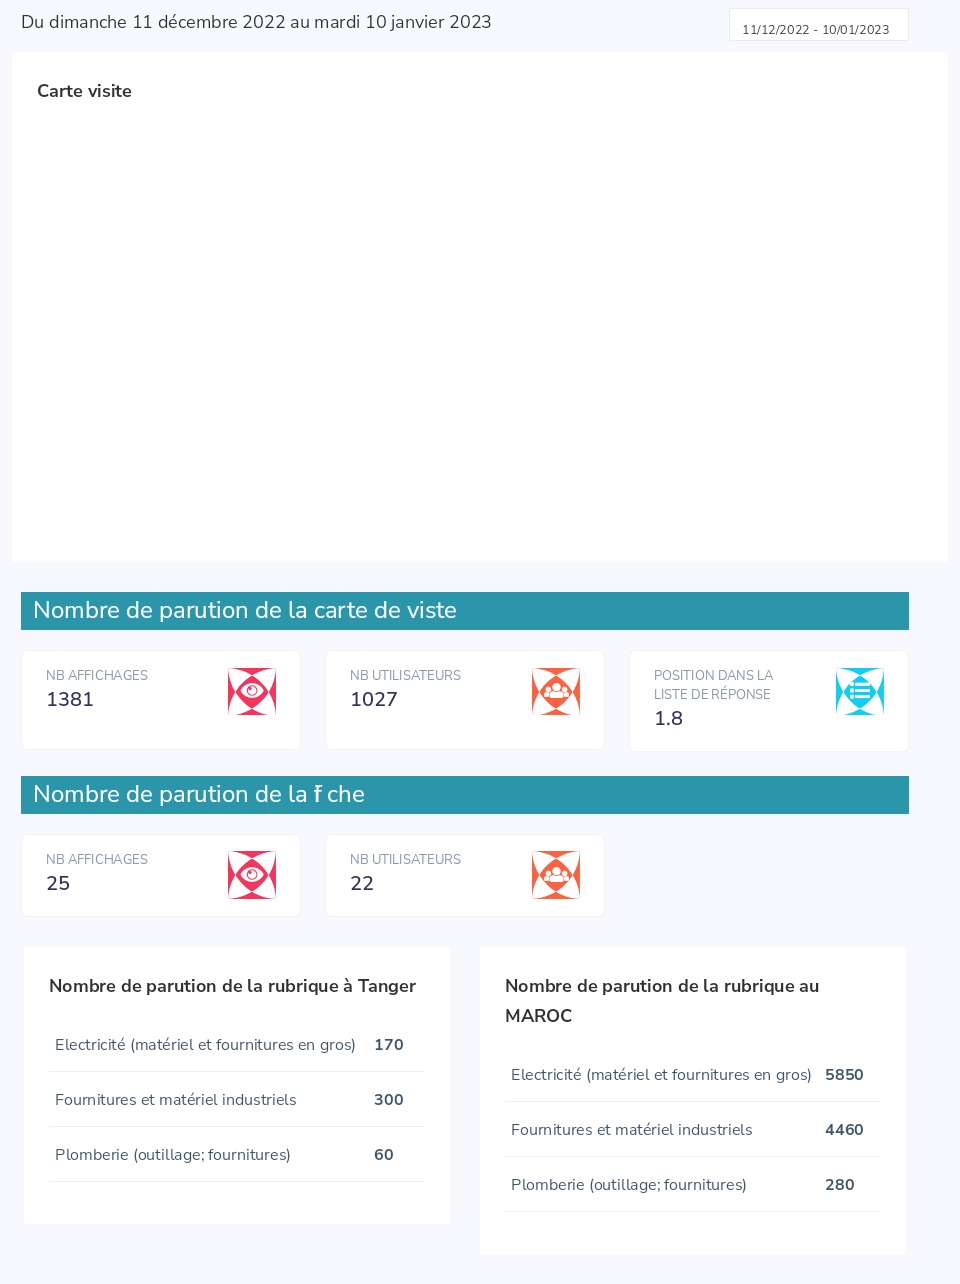 Du dimanche 11 décembre 2022 au mardi 10 janvier 2023
11/12/2022 - 10/01/2023
Carte visite
Nombre de parution de la carte de viste
NB AFFICHAGES
1381
NB UTILISATEURS
1027
POSITION DANS LA
LISTE DE RÉPONSE
1.8
Nombre de parution de la fiche
NB AFFICHAGES
25
NB UTILISATEURS
22
Nombre de parution de la rubrique à Tanger
Electricité (matériel et fournitures en gros) 170
Fournitures et matériel industriels 300
Plomberie (outillage; fournitures) 60
Nombre de parution de la rubrique au
MAROC
Electricité (matériel et fournitures en gros) 5850
Fournitures et matériel industriels 4460
Plomberie (outillage; fournitures) 280